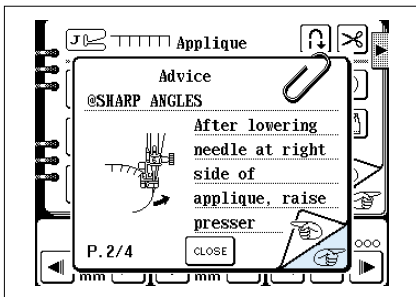 J Applique
Advice
@SHARP ANGLES
After lowering
needle at right
side of
applique, raise
presser
P.2/4
CLOSE
mm mm